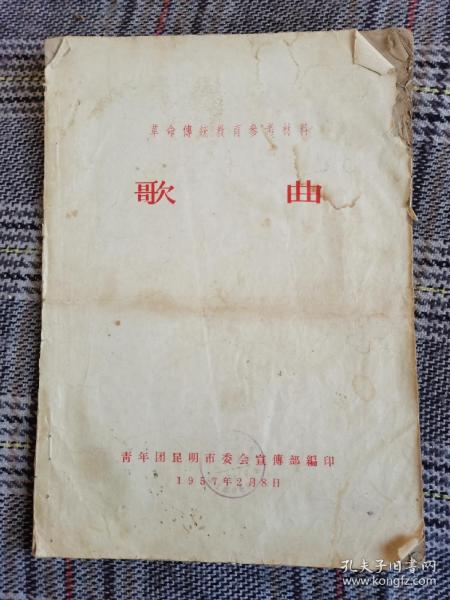 革命傳統教育參考材料
歌曲
靑年团昆明市委会宣傳部編印
1957年2月8日
孔夫子旧书网
www.kongfz.com